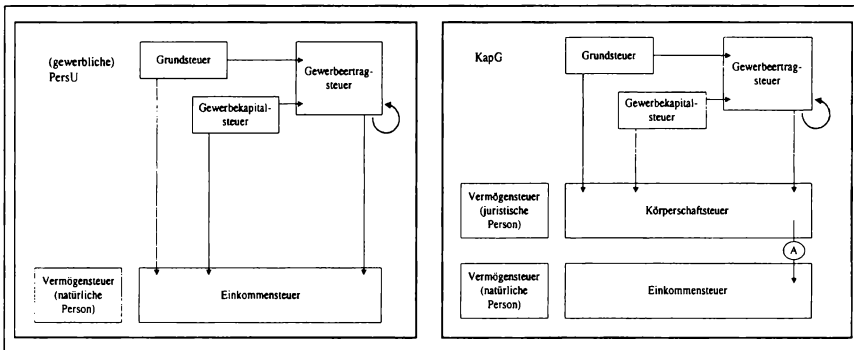 (gewerbliche)
PersU
Grundsteuer
Gewerbeertrag-
steuer
Gewerbekapital-
steuer
Vermögensteuer
(natürliche
Person)
Einkommensteuer
KapG
Grundsteuer
Gewerbeertrag-
steuer
Gewerbekapital-
steuer
Vermögensteuer
(juristische
Person)
Körperschaftsteuer
A
Vermögensteuer
(natürliche
Person)
Einkommensteuer